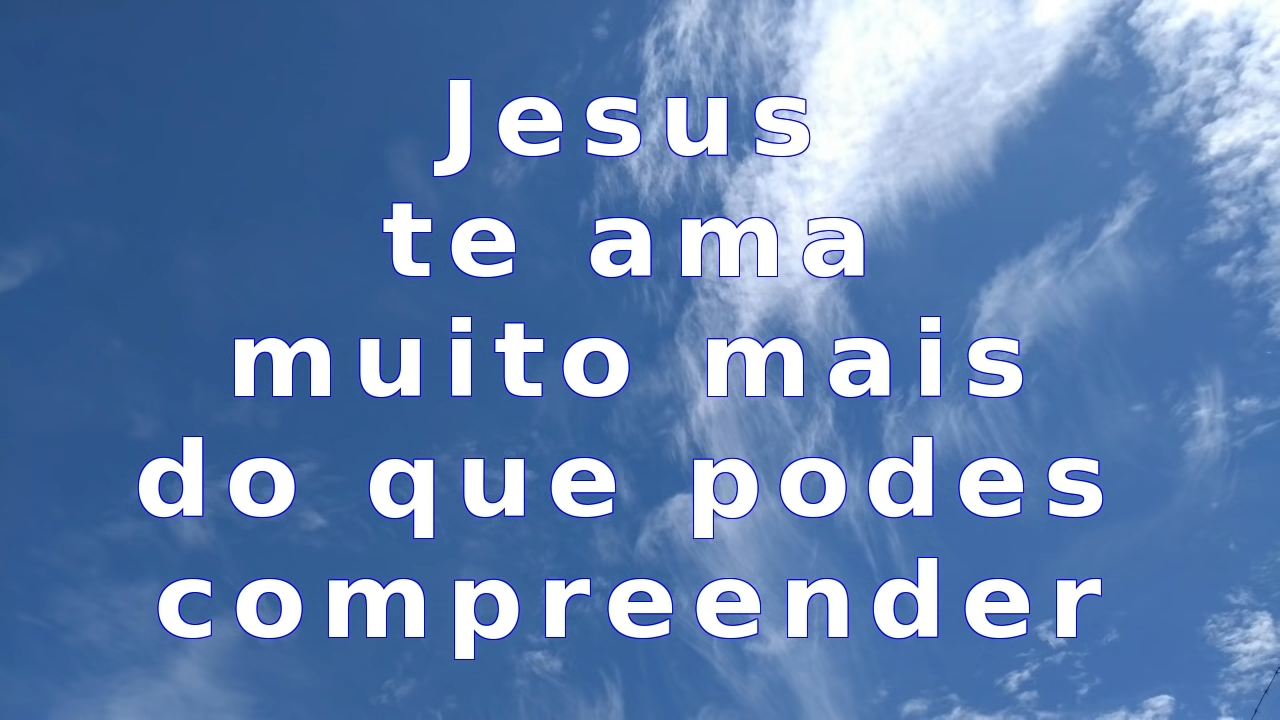 Jesus
te ama
muito mais
do que podes
compreender